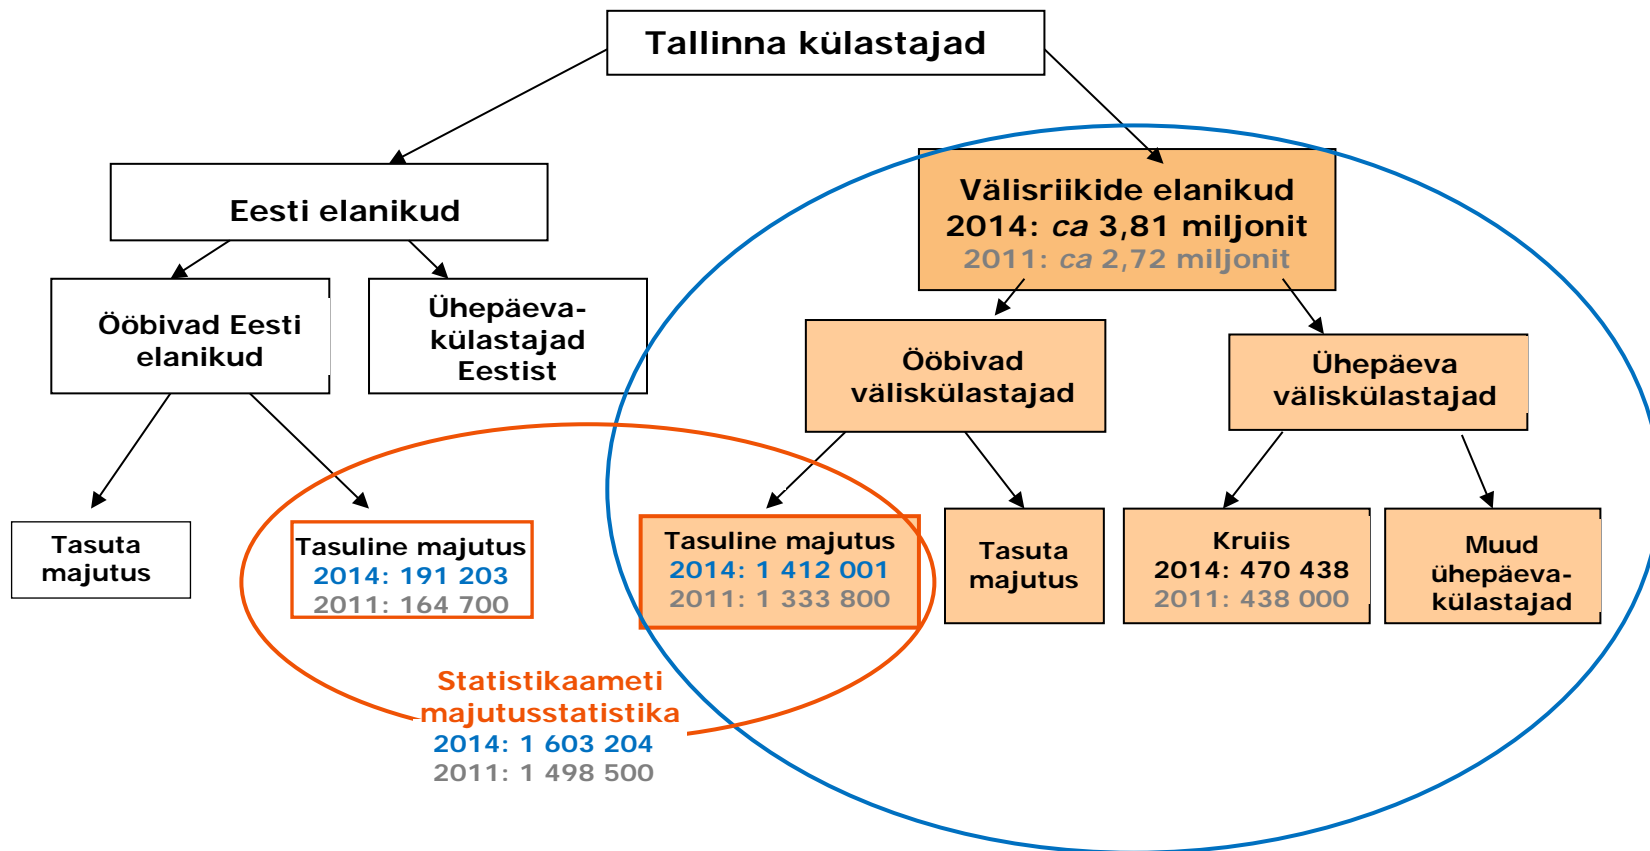 Tallinna külastajad
Eesti elanikud
Välisriikide elanikud
2014: ca 3,81 miljonit
2011: ca 2,72 miljonit
Ööbivad Eesti
elanikud
Ühepäeva-
külastajad
Eestist
Ööbivad
väliskülastajad
Ühepäeva
väliskülastajad
Tasuta
majutus
Tasuline majutus
2014: 191 203
2011: 164 700
Tasuline majutus
2014: 1 412 001
2011: 1 333 800
Tasuta
majutus
Kruiis
2014: 470 438
2011: 438 000
Muud
ühepäeva-
külastajad
Statistikaameti
majutusstatistika
2014: 1 603 204
2011: 1 498 500